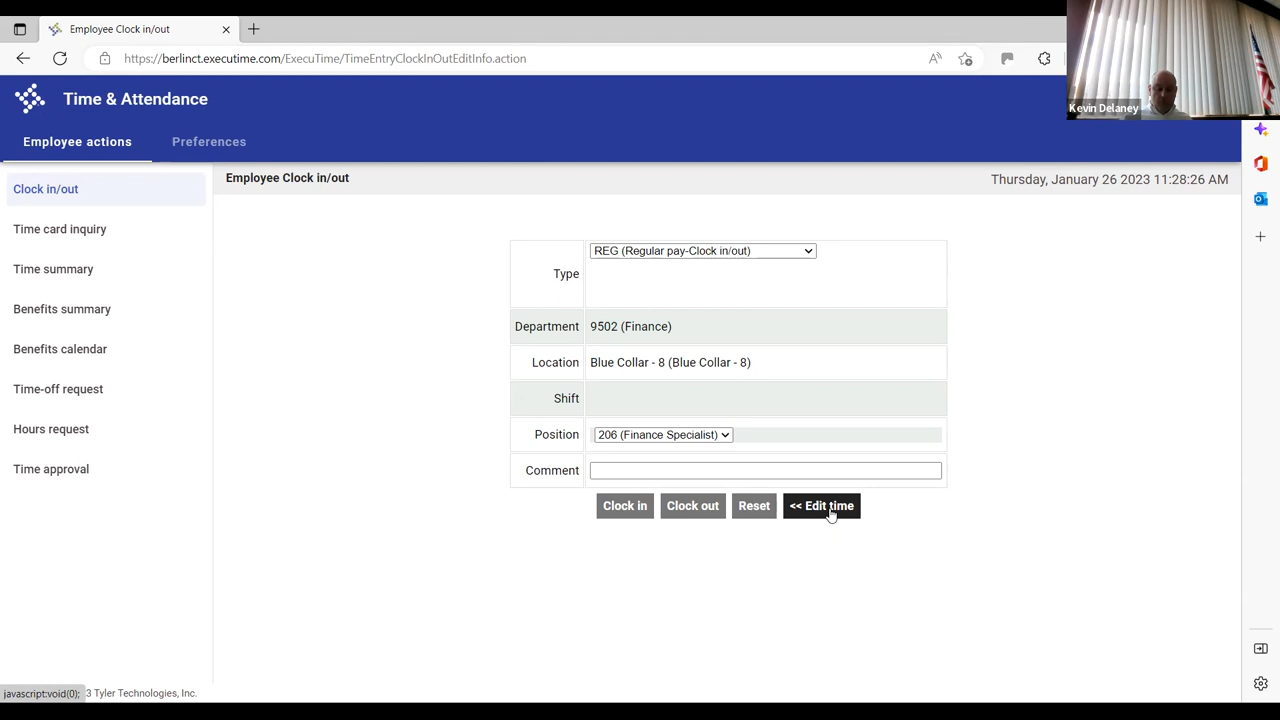 Employee Clock in/out
https://berlinct.executime.com/ExecuTime/TimeEntryClockInOutEditInfo.action
Kevin Delaney
Time & Attendance
Employee actions
Preferences
Clock in/out
Time card inquiry
Time summary
Benefits summary
Benefits calendar
Time-off request
Hours request
Time approval
Employee Clock in/out
Thursday, January 26 2023 11:28:26 AM
Type REG (Regular pay-Clock in/out)
Department 9502 (Finance)
Location Blue Collar - 8 (Blue Collar - 8)
Shift
Position 206 (Finance Specialist)
Comment
Clock in Clock out Reset << Edit time
javascript:void(0); 3 Tyler Technologies, Inc.